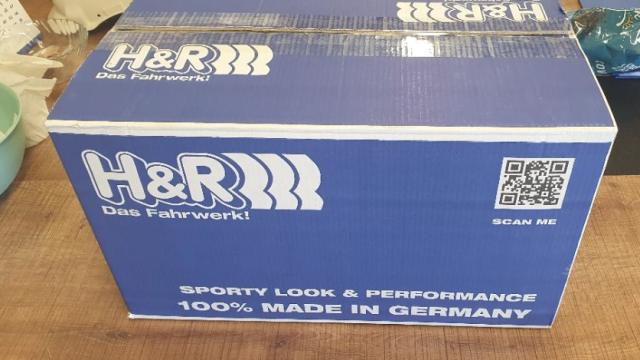 H&R
H&R
Das Fahrwerk!
H&R
Das Fahrwerk!
SCAN ME
SPORTY LOOK & PERFORMANCE
100% MADE IN GERMANY